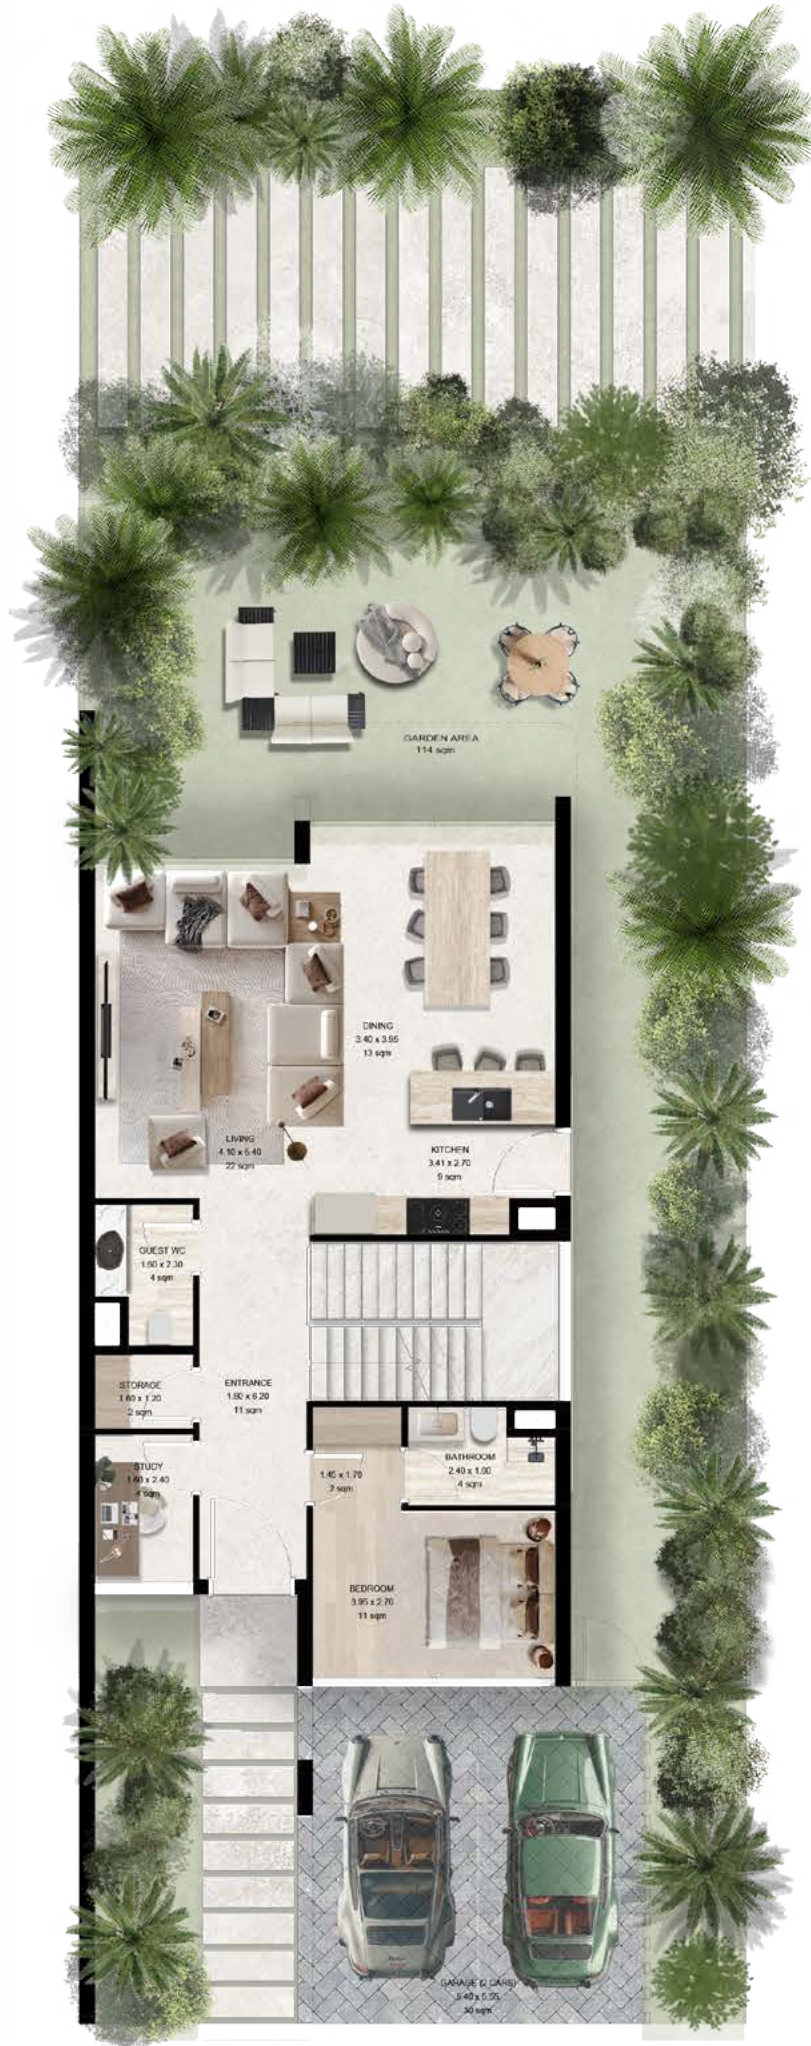 GARDEN AREA
114 sqm
DINING
3.40 x 3.95
13 sqm
LIVING
4.10 x 5.40
22 sqm
KITCHEN
3.41 x 2.70
9 sqm
GUEST WC
1.60 x 2.30
4 sqm
STORAGE
1.60 x 1.20
2 sqm
ENTRANCE
1.80 x 6.20
11 sqm
STUDY
1.60 x 2.40
4 sqm
1.45 x 1.70
2 sqm
BATHROOM
2.40 x 1.60
4 sqm
BEDROOM
3.95 x 2.70
11 sqm
GARAGE (2 CARS)
5.40 x 5.55
30 sqm